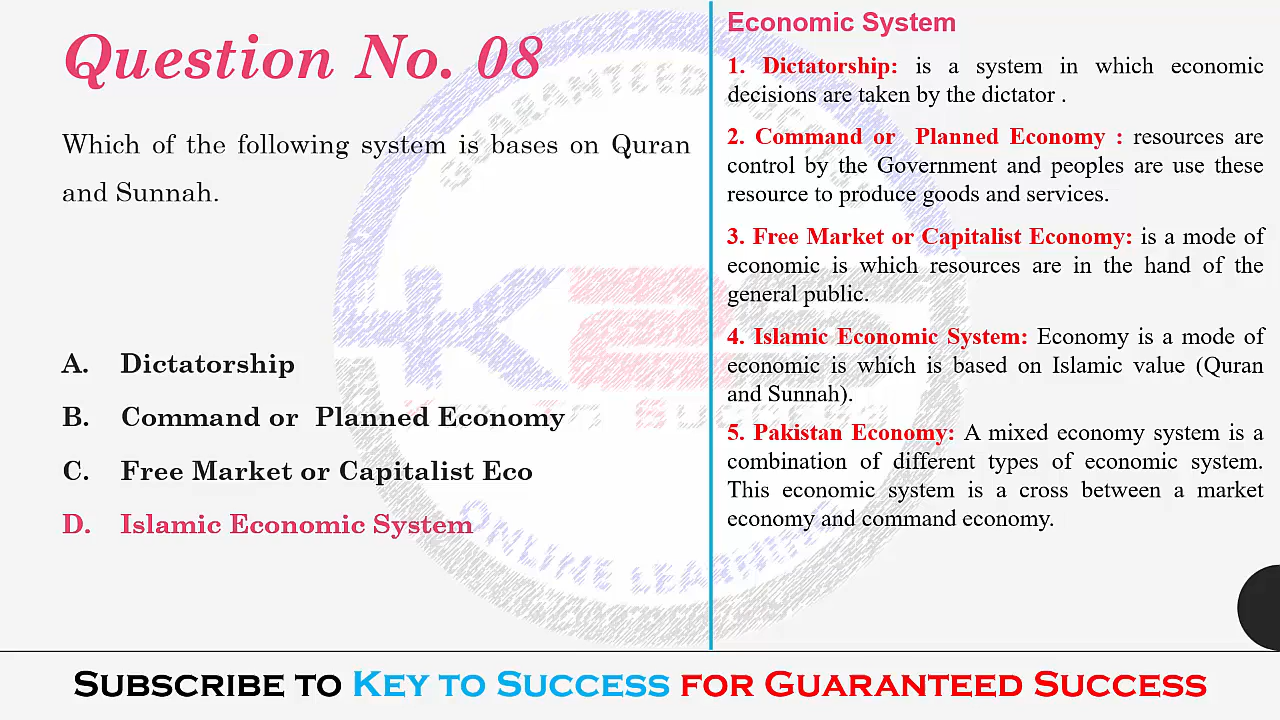 Question No. 08
Which of the following system is bases on Quran
and Sunnah.
A. Dictatorship
B. Command or Planned Economy
C. Free Market or Capitalist Eco
D. Islamic Economic System
Economic System
1. Dictatorship: is a system in which economic
decisions are taken by the dictator .
2. Command or Planned Economy : resources are
control by the Government and peoples are use these
resource to produce goods and services.
3. Free Market or Capitalist Economy: is a mode of
economic is which resources are in the hand of the
general public.
4. Islamic Economic System: Economy is a mode of
economic is which is based on Islamic value (Quran
and Sunnah).
5. Pakistan Economy: A mixed economy system is a
combination of different types of economic system.
This economic system is a cross between a market
economy and command economy.
GUARANTEED
ONLINE LEARNING
SUBSCRIBE TO KEY TO SUCCESS FOR GUARANTEED SUCCESS